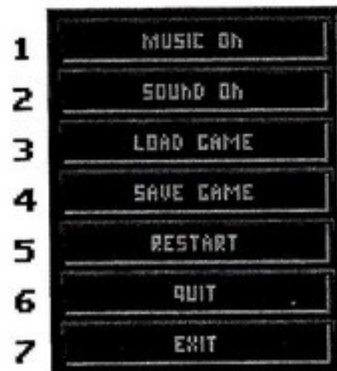 1 MUSIC On
2 SOUnD On
3 LOAD GAME
4 SAVE GAME
5 RESTART
6 QUIT
7 EXIT